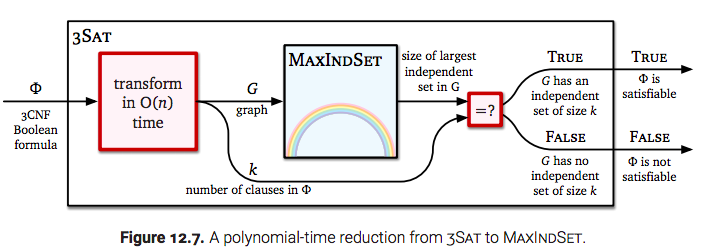 3SAT
Φ
3CNF
Boolean
formula
transform
in O(n)
time
G
graph
MAXINDSET
size of largest
independent
set in G
k
number of clauses in Φ
=?
TRUE
G has an
independent
set of size k
FALSE
G has no
independent
set of size k
TRUE
Φ is
satisfiable
FALSE
Φ is not
satisfiable
Figure 12.7. A polynomial-time reduction from 3SAT to MAXINDSET.